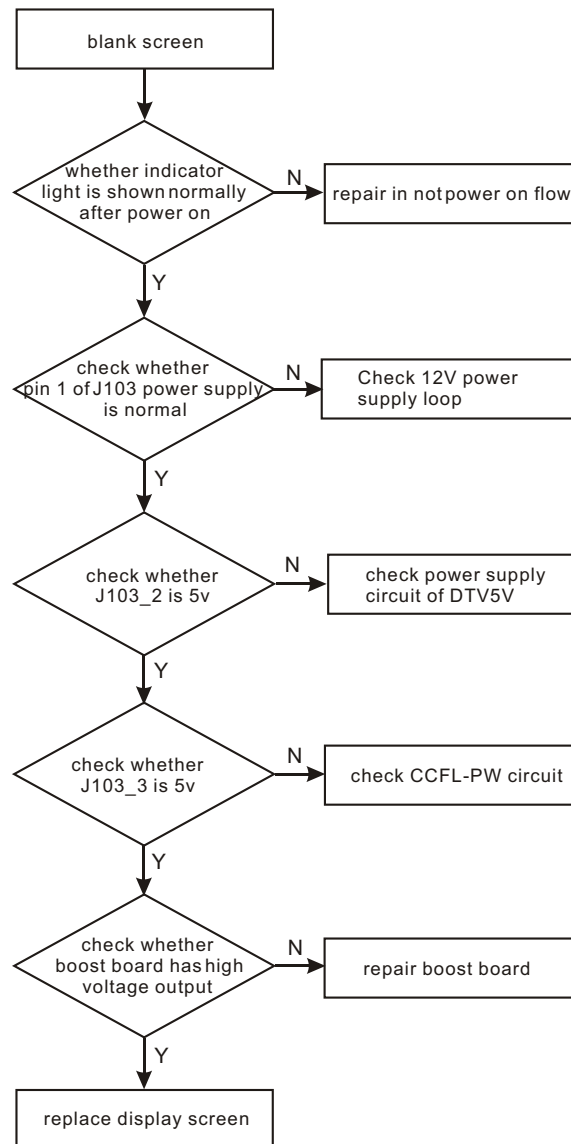 blank screen
whether indicator
light is shown normally
after power on
N
repair in not power on flow
Y
check whether
pin 1 of J103 power supply
is normal
N
Check 12V power
supply loop
Y
check whether
J103_2 is 5v
N
check power supply
circuit of DTV5V
Y
check whether
J103_3 is 5v
N
check CCFL-PW circuit
Y
check whether
boost board has high
voltage output
N
repair boost board
Y
replace display screen